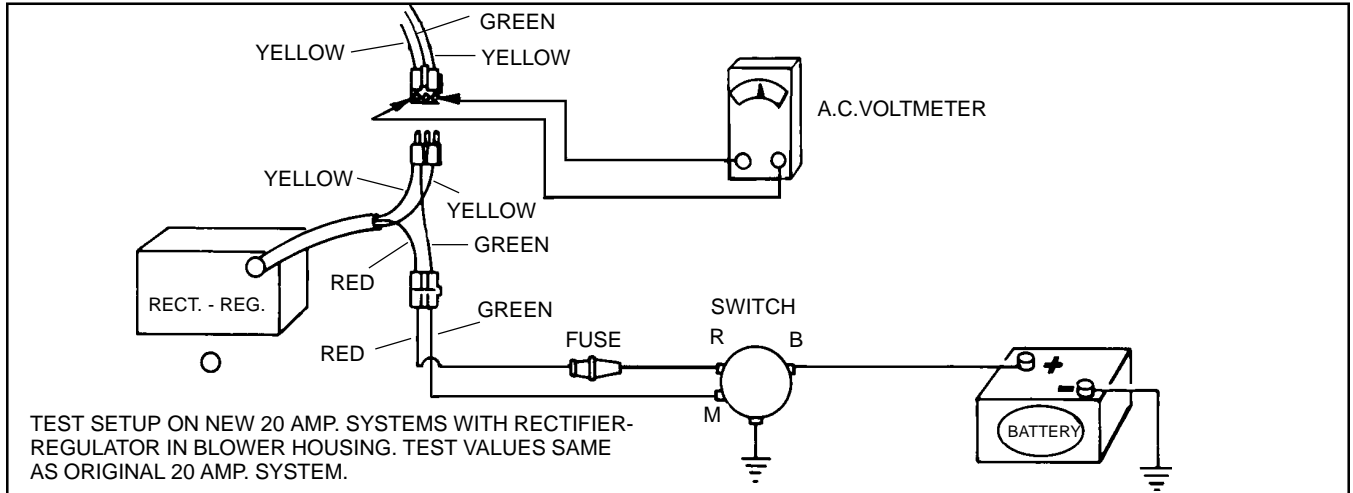 GREEN
YELLOW
YELLOW
A.C.VOLTMETER
YELLOW
YELLOW
GREEN
RED
RECT. - REG.
GREEN
SWITCH
RED
FUSE
R
B
M
+
-
BATTERY
TEST SETUP ON NEW 20 AMP. SYSTEMS WITH RECTIFIER-
REGULATOR IN BLOWER HOUSING. TEST VALUES SAME
AS ORIGINAL 20 AMP. SYSTEM.